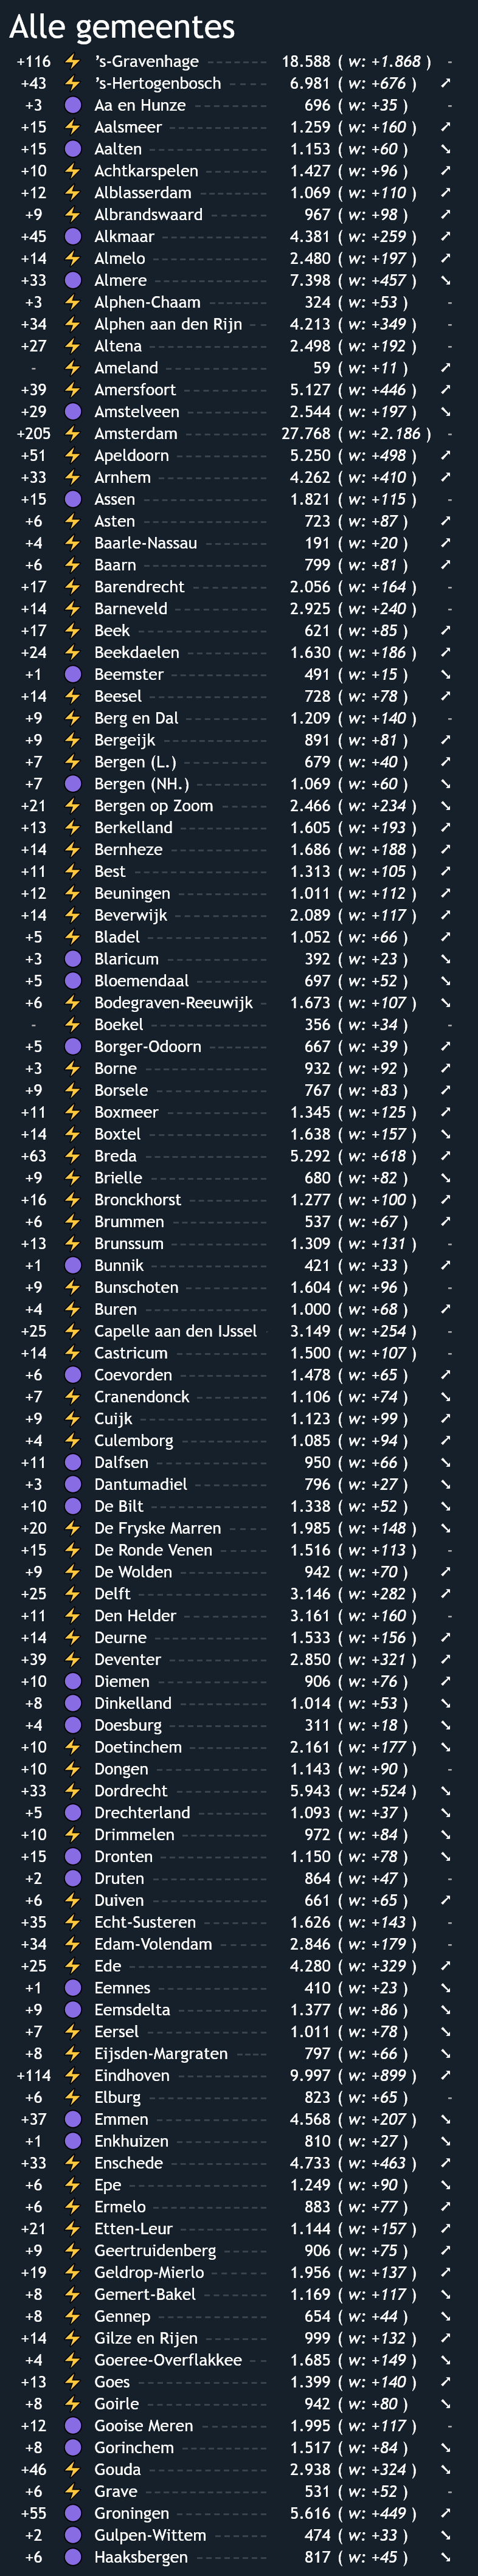 Alle gemeentes
+116 ⚡ 's-Gravenhage 18.588 ( w: +1.868 ) -
+43 ⚡ 's-Hertogenbosch 6.981 ( w: +676 ) ↗
+3 🟣 Aa en Hunze 696 ( w: +35 ) -
+15 ⚡ Aalsmeer 1.259 ( w: +160 ) ↗
+15 🟣 Aalten 1.153 ( w: +60 ) ↘
+10 ⚡ Achtkarspelen 1.427 ( w: +96 ) ↗
+12 ⚡ Alblasserdam 1.069 ( w: +110 ) ↗
+9 ⚡ Albrandswaard 967 ( w: +98 ) ↗
+45 🟣 Alkmaar 4.381 ( w: +259 ) ↗
+14 ⚡ Almelo 2.480 ( w: +197 ) ↗
+33 🟣 Almere 7.398 ( w: +457 ) ↘
+3 ⚡ Alphen-Chaam 324 ( w: +53 ) -
+34 ⚡ Alphen aan den Rijn 4.213 ( w: +349 ) -
+27 ⚡ Altena 2.498 ( w: +192 ) -
- ⚡ Ameland 59 ( w: +11 ) ↗
+39 ⚡ Amersfoort 5.127 ( w: +446 ) ↗
+29 🟣 Amstelveen 2.544 ( w: +197 ) ↘
+205 ⚡ Amsterdam 27.768 ( w: +2.186 ) -
+51 ⚡ Apeldoorn 5.250 ( w: +498 ) ↗
+33 ⚡ Arnhem 4.262 ( w: +410 ) ↗
+15 🟣 Assen 1.821 ( w: +115 ) -
+6 ⚡ Asten 723 ( w: +87 ) ↗
+4 ⚡ Baarle-Nassau 191 ( w: +20 ) ↗
+6 ⚡ Baarn 799 ( w: +81 ) ↗
+17 ⚡ Barendrecht 2.056 ( w: +164 ) -
+14 ⚡ Barneveld 2.925 ( w: +240 ) -
+17 ⚡ Beek 621 ( w: +85 ) ↗
+24 ⚡ Beekdaelen 1.630 ( w: +186 ) ↗
+1 🟣 Beemster 491 ( w: +15 ) ↘
+14 ⚡ Beesel 728 ( w: +78 ) ↗
+9 ⚡ Berg en Dal 1.209 ( w: +140 ) -
+9 ⚡ Bergeijk 891 ( w: +81 ) ↗
+7 ⚡ Bergen (L.) 679 ( w: +40 ) ↗
+7 🟣 Bergen (NH.) 1.069 ( w: +60 ) ↘
+21 ⚡ Bergen op Zoom 2.466 ( w: +234 ) ↘
+13 ⚡ Berkelland 1.605 ( w: +193 ) ↗
+14 ⚡ Bernheze 1.686 ( w: +188 ) ↗
+11 ⚡ Best 1.313 ( w: +105 ) ↗
+12 ⚡ Beuningen 1.011 ( w: +112 ) ↗
+14 ⚡ Beverwijk 2.089 ( w: +117 ) ↗
+5 ⚡ Bladel 1.052 ( w: +66 ) ↗
+3 🟣 Blaricum 392 ( w: +23 ) ↘
+5 🟣 Bloemendaal 697 ( w: +52 ) ↘
+6 ⚡ Bodegraven-Reeuwijk 1.673 ( w: +107 ) ↘
- ⚡ Boekel 356 ( w: +34 ) -
+5 🟣 Borger-Odoorn 667 ( w: +39 ) ↗
+3 ⚡ Borne 932 ( w: +92 ) ↗
+9 ⚡ Borsele 767 ( w: +83 ) ↗
+11 ⚡ Boxmeer 1.345 ( w: +125 ) ↗
+14 ⚡ Boxtel 1.638 ( w: +157 ) ↘
+63 ⚡ Breda 5.292 ( w: +618 ) ↗
+9 ⚡ Brielle 680 ( w: +82 ) ↘
+16 ⚡ Bronckhorst 1.277 ( w: +100 ) ↗
+6 ⚡ Brummen 537 ( w: +67 ) ↗
+13 ⚡ Brunssum 1.309 ( w: +131 ) -
+1 🟣 Bunnik 421 ( w: +33 ) ↗
+9 ⚡ Bunschoten 1.604 ( w: +96 ) -
+4 ⚡ Buren 1.000 ( w: +68 ) ↗
+25 ⚡ Capelle aan den IJssel 3.149 ( w: +254 ) -
+14 ⚡ Castricum 1.500 ( w: +107 ) -
+6 🟣 Coevorden 1.478 ( w: +65 ) ↗
+7 ⚡ Cranendonck 1.106 ( w: +74 ) ↘
+9 ⚡ Cuijk 1.123 ( w: +99 ) ↗
+4 ⚡ Culemborg 1.085 ( w: +94 ) ↗
+11 🟣 Dalfsen 950 ( w: +66 ) ↘
+3 🟣 Dantumadiel 796 ( w: +27 ) ↘
+10 🟣 De Bilt 1.338 ( w: +52 ) ↘
+20 ⚡ De Fryske Marren 1.985 ( w: +148 ) ↘
+15 ⚡ De Ronde Venen 1.516 ( w: +113 ) -
+9 ⚡ De Wolden 942 ( w: +70 ) ↗
+25 ⚡ Delft 3.146 ( w: +282 ) ↗
+11 ⚡ Den Helder 3.161 ( w: +160 ) -
+14 ⚡ Deurne 1.533 ( w: +156 ) ↗
+39 ⚡ Deventer 2.850 ( w: +321 ) ↗
+10 🟣 Diemen 906 ( w: +76 ) ↗
+8 🟣 Dinkelland 1.014 ( w: +53 ) ↘
+4 🟣 Doesburg 311 ( w: +18 ) ↘
+10 ⚡ Doetinchem 2.161 ( w: +177 ) ↘
+10 ⚡ Dongen 1.143 ( w: +90 ) -
+33 ⚡ Dordrecht 5.943 ( w: +524 ) ↘
+5 🟣 Drechterland 1.093 ( w: +37 ) ↘
+10 ⚡ Drimmelen 972 ( w: +84 ) ↘
+15 🟣 Dronten 1.150 ( w: +78 ) ↘
+2 🟣 Druten 864 ( w: +47 ) -
+6 ⚡ Duiven 661 ( w: +65 ) ↗
+35 ⚡ Echt-Susteren 1.626 ( w: +143 ) -
+34 ⚡ Edam-Volendam 2.846 ( w: +179 ) -
+25 ⚡ Ede 4.280 ( w: +329 ) ↗
+1 🟣 Eemnes 410 ( w: +23 ) ↘
+9 🟣 Eemsdelta 1.377 ( w: +86 ) ↘
+7 ⚡ Eersel 1.011 ( w: +78 ) ↘
+8 ⚡ Eijsden-Margraten 797 ( w: +66 ) ↘
+114 ⚡ Eindhoven 9.997 ( w: +899 ) ↗
+6 ⚡ Elburg 823 ( w: +65 ) -
+37 🟣 Emmen 4.568 ( w: +207 ) ↘
+1 🟣 Enkhuizen 810 ( w: +27 ) ↘
+33 ⚡ Enschede 4.733 ( w: +463 ) ↗
+6 ⚡ Epe 1.249 ( w: +90 ) ↘
+6 ⚡ Ermelo 883 ( w: +77 ) ↗
+21 ⚡ Etten-Leur 1.144 ( w: +157 ) ↗
+9 ⚡ Geertruidenberg 906 ( w: +75 ) ↗
+19 ⚡ Geldrop-Mierlo 1.956 ( w: +137 ) ↗
+8 ⚡ Gemert-Bakel 1.169 ( w: +117 ) ↘
+8 ⚡ Gennep 654 ( w: +44 ) ↘
+14 ⚡ Gilze en Rijen 999 ( w: +132 ) ↗
+4 ⚡ Goeree-Overflakkee 1.685 ( w: +149 ) ↘
+13 ⚡ Goes 1.399 ( w: +140 ) ↗
+8 ⚡ Goirle 942 ( w: +80 ) ↘
+12 🟣 Gooise Meren 1.995 ( w: +117 ) -
+8 🟣 Gorinchem 1.517 ( w: +84 ) ↘
+46 ⚡ Gouda 2.938 ( w: +324 ) ↘
+6 ⚡ Grave 531 ( w: +52 ) -
+55 🟣 Groningen 5.616 ( w: +449 ) ↗
+2 🟣 Gulpen-Wittem 474 ( w: +33 ) ↘
+6 🟣 Haaksbergen 817 ( w: +45 ) ↘